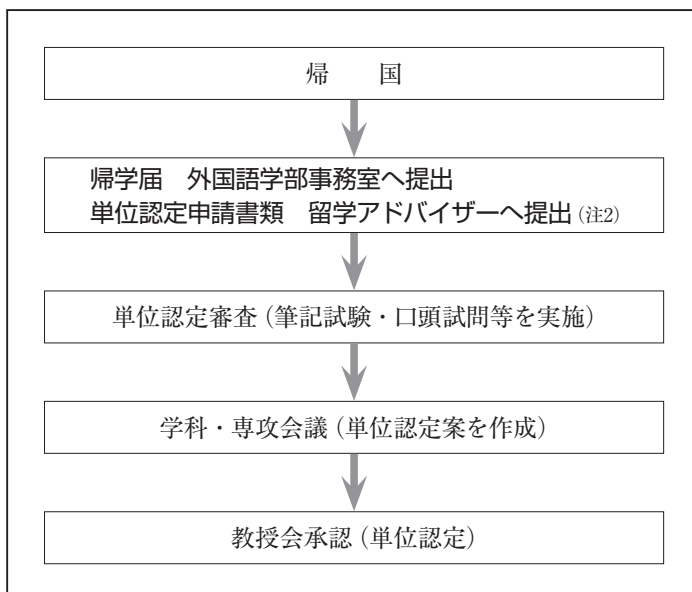 帰　　国
帰学届　外国語学部事務室へ提出
単位認定申請書類　留学アドバイザーへ提出（注2）
単位認定審査（筆記試験・口頭試問等を実施）
学科・専攻会議（単位認定案を作成）
教授会承認（単位認定）